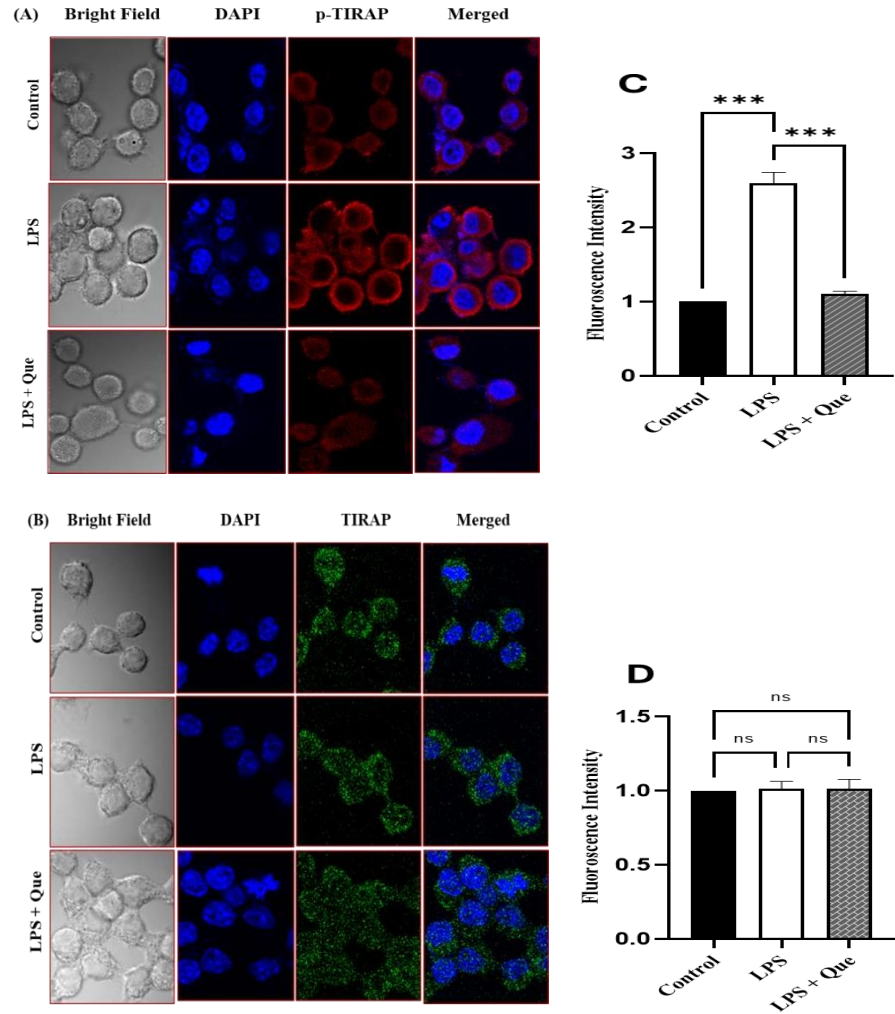 (A) Bright Field DAPI p-TIRAP Merged
Control
LPS
LPS + Que
C
***
***
Fluoroscence Intensity
3
2
1
0
Control
LPS
LPS + Que
(B) Bright Field DAPI TIRAP Merged
Control
LPS
LPS + Que
D
ns
ns
ns
Fluoroscence Intensity
1.5
1.0
0.5
0.0
Control
LPS
LPS + Que